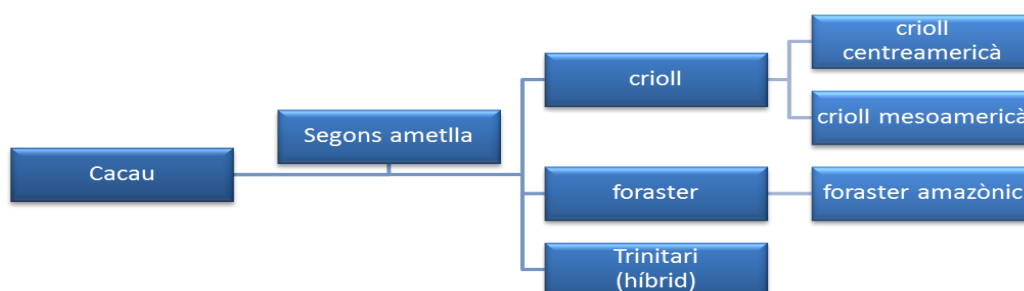 Cacau
Segons ametlla
crioll
crioll
centreamericà
crioll mesoamericà
foraster
foraster amazònic
Trinitari
(híbrid)